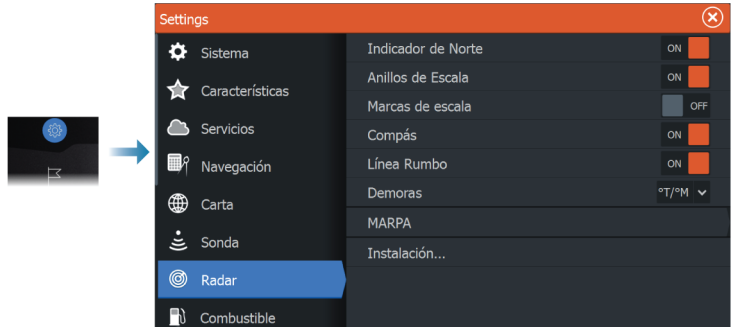 Settings
Sistema
Características
Servicios
Navegación
Carta
Sonda
Radar
Combustible
Indicador de Norte ON
Anillos de Escala ON
Marcas de escala OFF
Compás ON
Línea Rumbo ON
Demoras °T/°M
MARPA
Instalación...